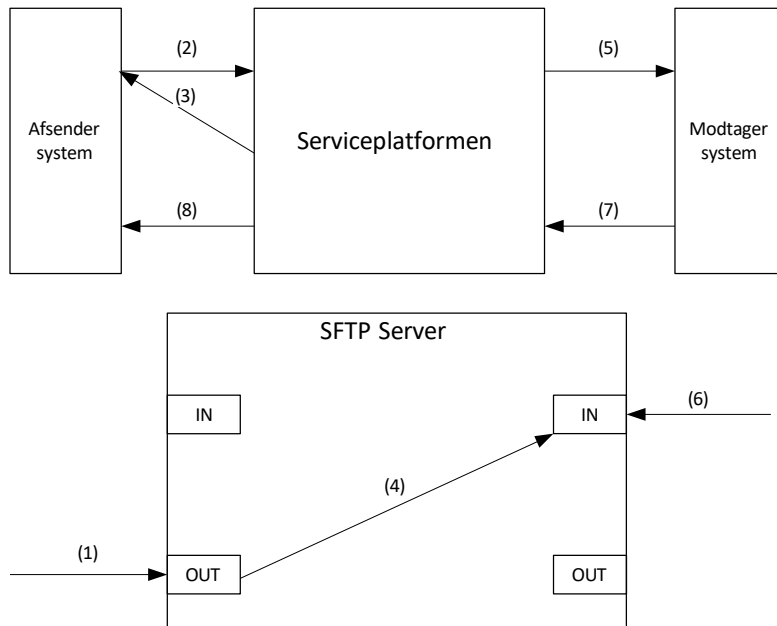 (2)
(5)
(3)
Afsender
system
Serviceplatformen
Modtager
system
(8)
(7)
SFTP Server
IN
IN
(6)
(4)
(1)
OUT
OUT